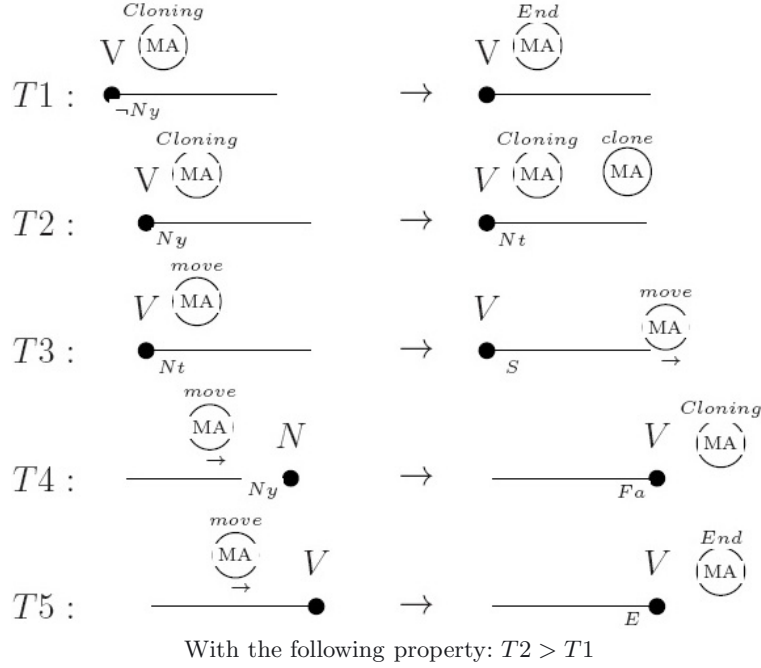 Cloning End
V MA V MA
T1 : → 
¬Ny
Cloning Cloning clone
V MA V MA MA
T2 : →
Ny Nt
move
V MA V move
MA
T3 : →
Nt S →
move Cloning
MA N V MA
→
T4 : Ny → Fa
move End
MA V V MA
→
T5 : → E
With the following property: T2 > T1